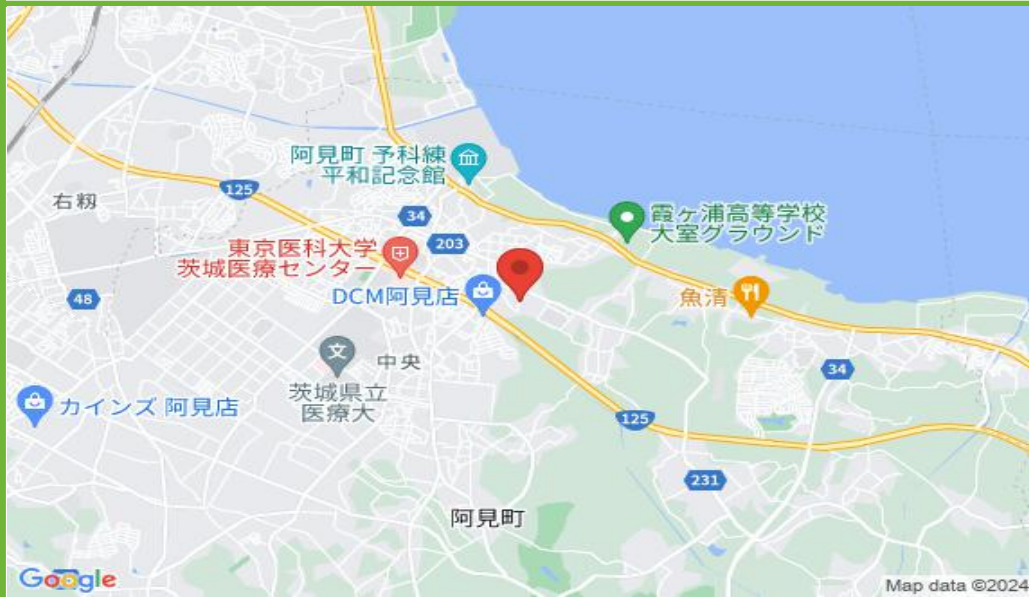 阿見町 予科練
平和記念館
125
右籾
34
霞ヶ浦高等学校
大室グラウンド
203
東京医科大学
茨城医療センター
48
DCM阿見店
魚清
中央
茨城県立
医療大
34
カインズ 阿見店
125
231
阿見町
Google
Map data ©2024